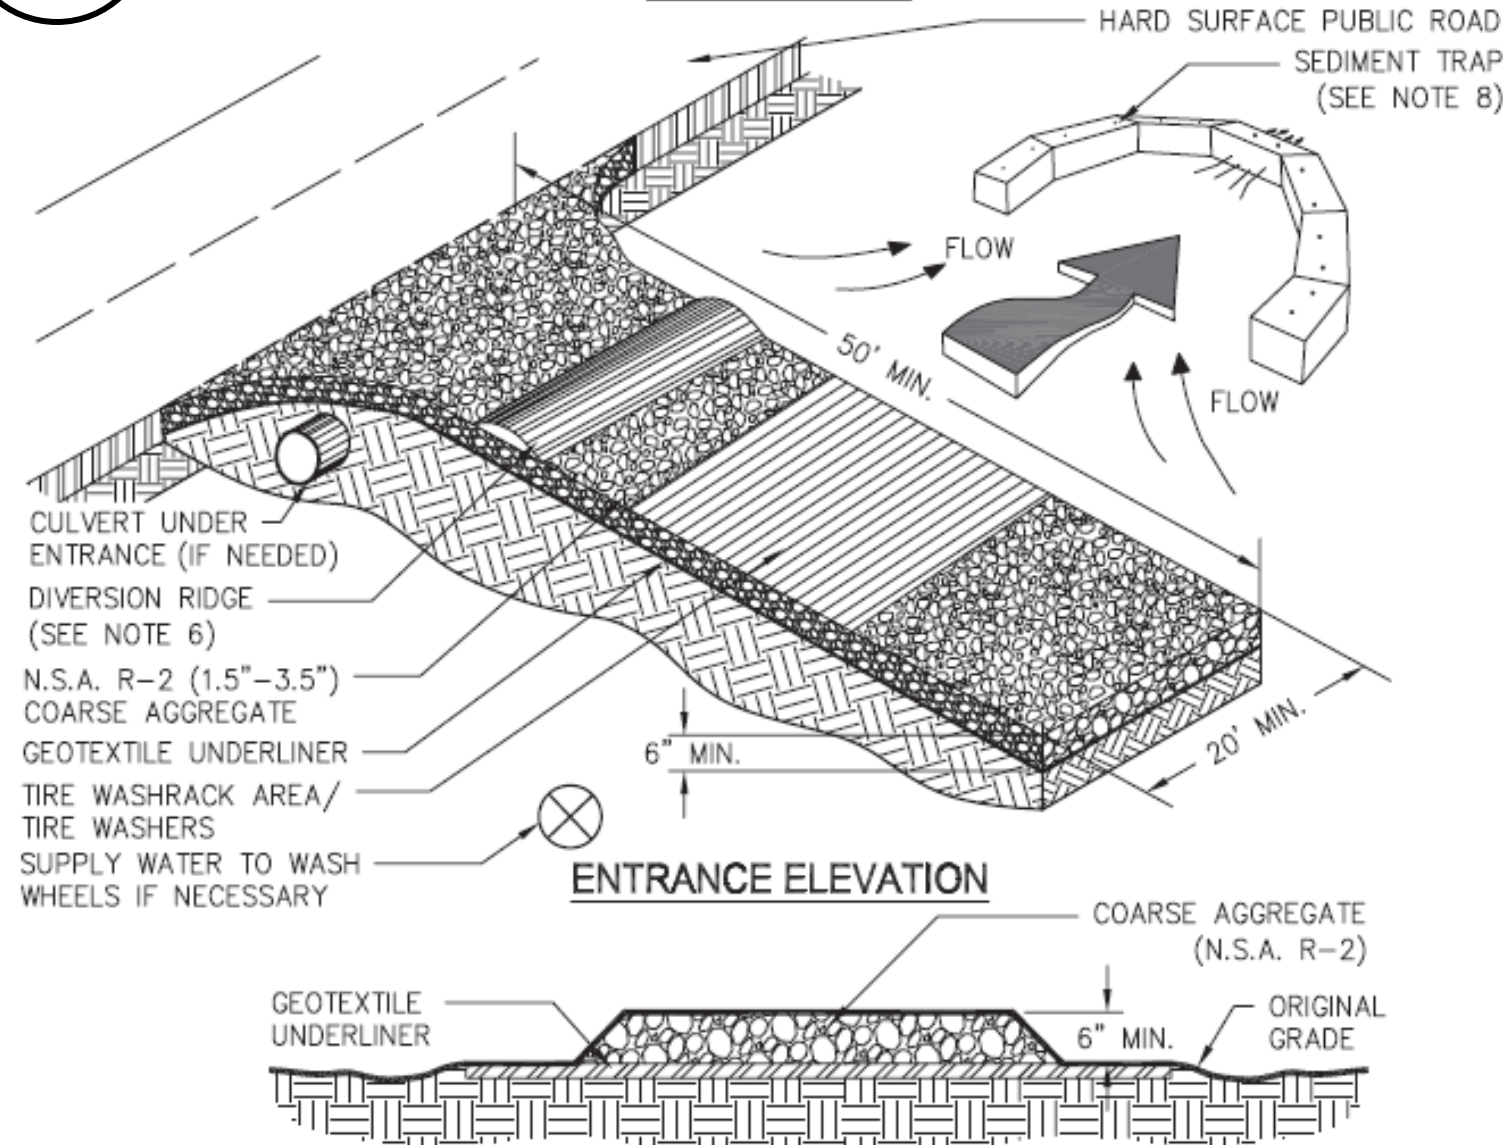 HARD SURFACE PUBLIC ROAD
SEDIMENT TRAP
(SEE NOTE 8)
FLOW
50' MIN.
FLOW
CULVERT UNDER
ENTRANCE (IF NEEDED)
DIVERSION RIDGE
(SEE NOTE 6)
N.S.A. R-2 (1.5"-3.5")
COARSE AGGREGATE
GEOTEXTILE UNDERLINER
TIRE WASHRACK AREA/
TIRE WASHERS
SUPPLY WATER TO WASH
WHEELS IF NECESSARY
6" MIN.
20' MIN.
ENTRANCE ELEVATION
COARSE AGGREGATE
(N.S.A. R-2)
GEOTEXTILE
UNDERLINER
6" MIN.
ORIGINAL
GRADE